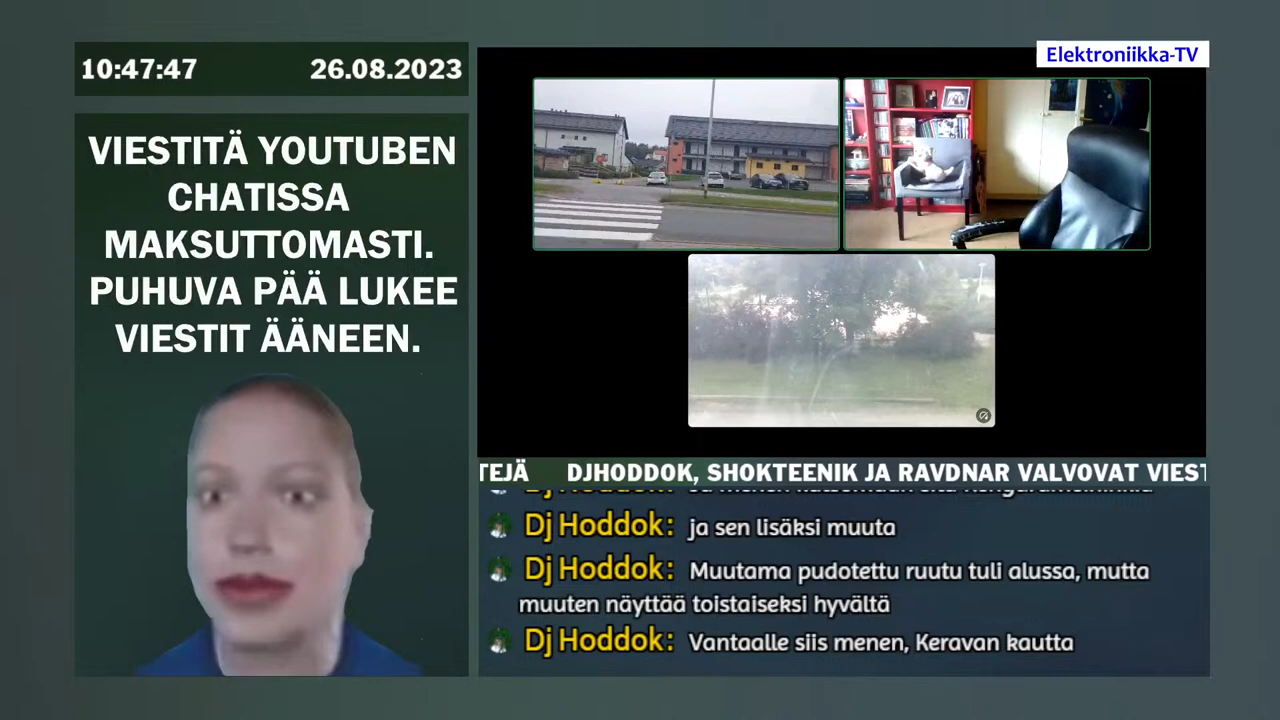 10:47:47 26.08.2023
Elektroniikka-TV
VIESTITÄ YOUTUBEN
CHATISSA
MAKSUTTOMASTI.
PUHUVA PÄÄ LUKEE
VIESTIT ÄÄNEEN.
TEJÄ DJHODDOK, SHOKTEENIK JA RAVDNAR VALVOVAT VIEST
Dj Hoddok:
Dj Hoddok: ja sen lisäksi muuta
Dj Hoddok: Muutama pudotettu ruutu tuli alussa, mutta
muuten näyttää toistaiseksi hyvältä
Dj Hoddok: Vantaalle siis menen, Keravan kautta